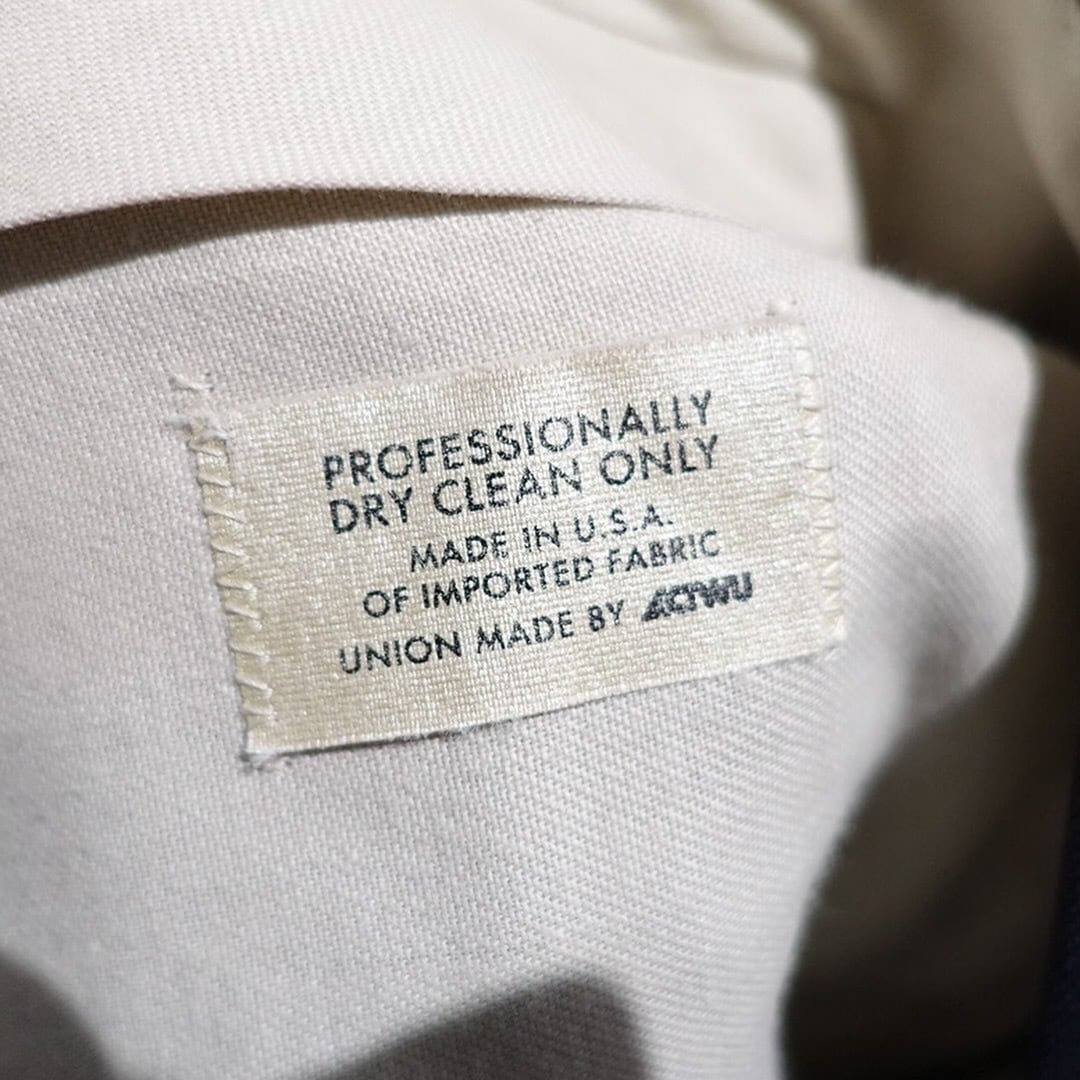 PROFESSIONALLY
DRY CLEAN ONLY
MADE IN U.S.A.
OF IMPORTED FABRIC
UNION MADE BY ACTWU